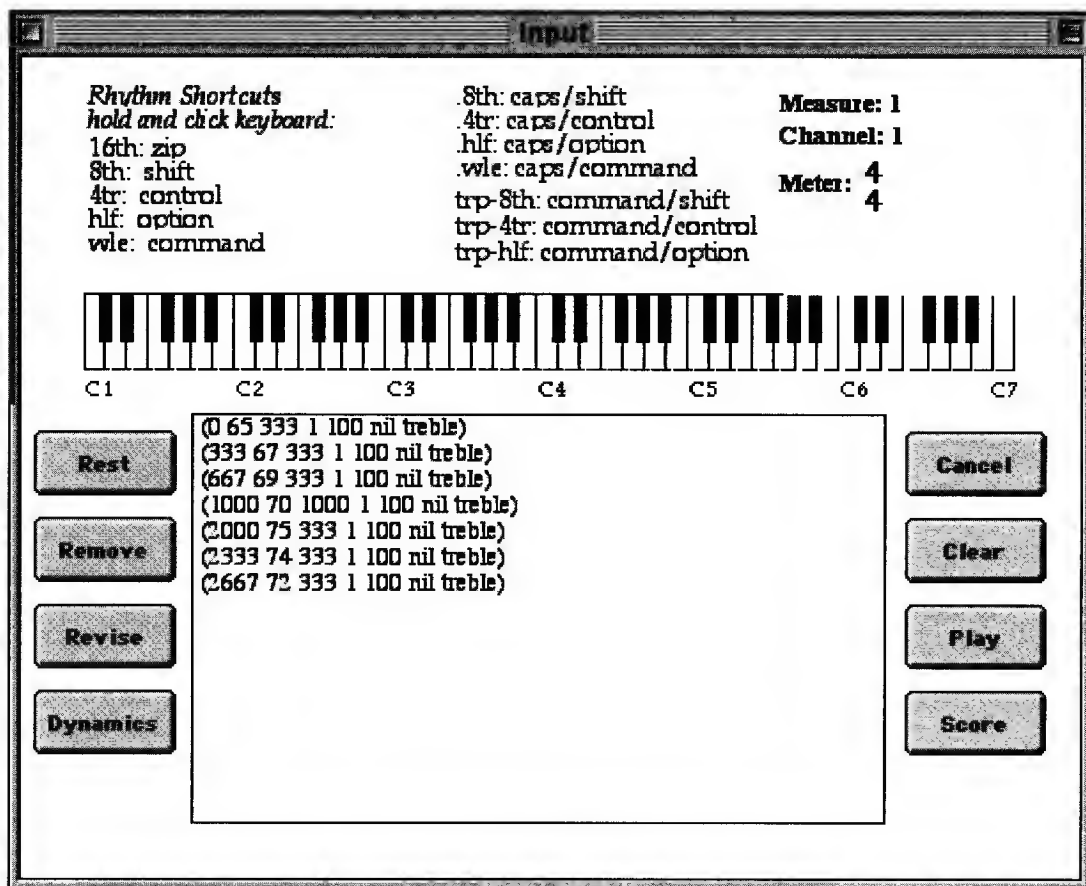 Input
Rhythm Shortcuts
hold and click keyboard:
16th: zip
8th: shift
4tr: control
hlf: option
wle: command
.8th: caps/shift
.4tr: caps/control
.hlf: caps/option
.wle: caps/command
trp-8th: command/shift
trp-4tr: command/control
trp-hlf: command/option
Measure: 1
Channel: 1
Meter: 4
4
C1 C2 C3 C4 C5 C6 C7
Rest
Remove
Revise
Dynamics
(0 65 333 1 100 nil treble)
(333 67 333 1 100 nil treble)
(667 69 333 1 100 nil treble)
(1000 70 1000 1 100 nil treble)
(2000 75 333 1 100 nil treble)
(2333 74 333 1 100 nil treble)
(2667 72 333 1 100 nil treble)
Cancel
Clear
Play
Score